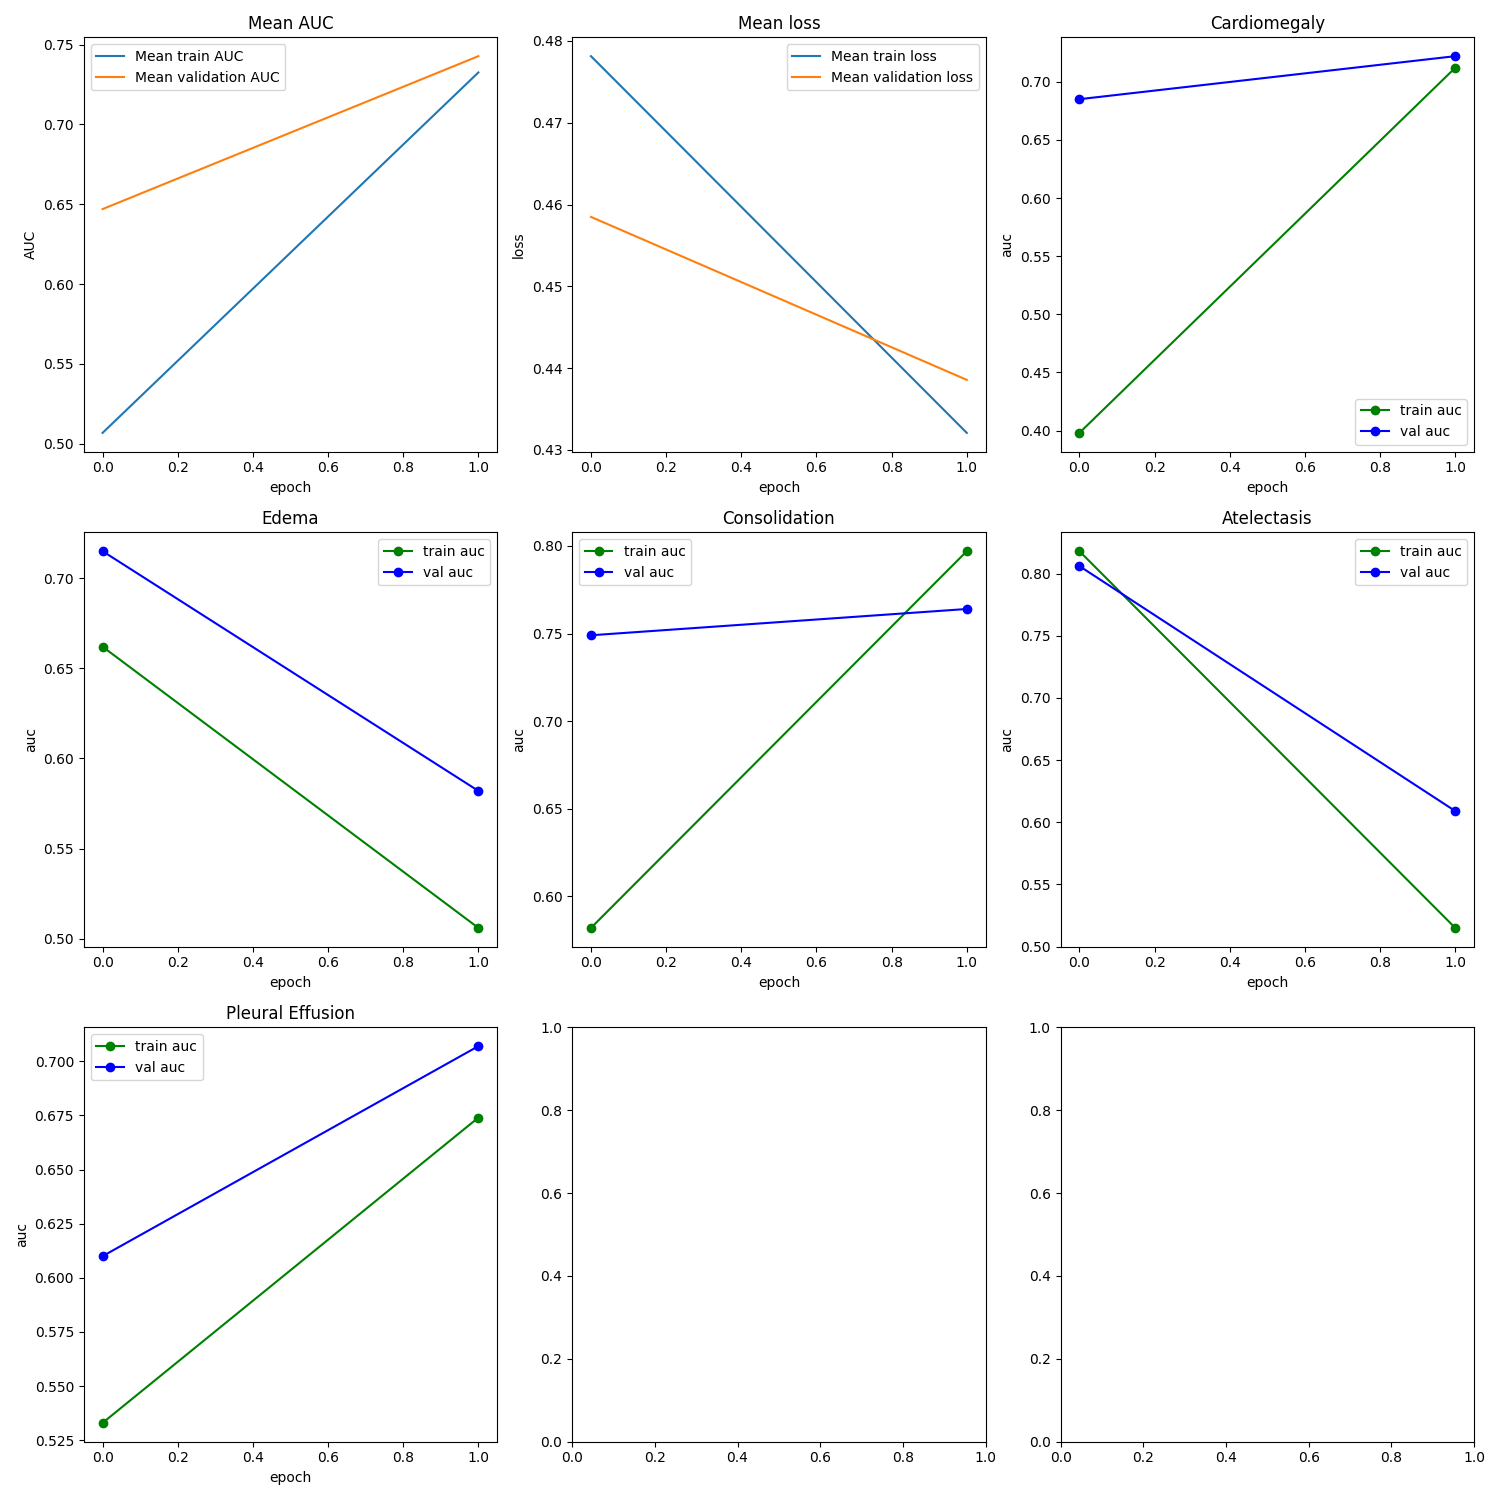 Mean AUC
Mean train AUC
Mean validation AUC
0.75
0.70
0.65
0.60
0.55
0.50
AUC
0.0 0.2 0.4 0.6 0.8 1.0
epoch
Mean loss
Mean train loss
Mean validation loss
0.48
0.47
0.46
0.45
0.44
0.43
loss
0.0 0.2 0.4 0.6 0.8 1.0
epoch
Cardiomegaly
0.70
0.65
0.60
0.55
0.50
0.45
0.40
auc
train auc
val auc
0.0 0.2 0.4 0.6 0.8 1.0
epoch
Edema
train auc
val auc
0.70
0.65
0.60
0.55
0.50
auc
0.0 0.2 0.4 0.6 0.8 1.0
epoch
Consolidation
train auc
val auc
0.80
0.75
0.70
0.65
0.60
auc
0.0 0.2 0.4 0.6 0.8 1.0
epoch
Atelectasis
train auc
val auc
0.80
0.75
0.70
0.65
0.60
0.55
0.50
auc
0.0 0.2 0.4 0.6 0.8 1.0
epoch
Pleural Effusion
train auc
val auc
0.700
0.675
0.650
0.625
0.600
0.575
0.550
0.525
auc
0.0 0.2 0.4 0.6 0.8 1.0
epoch
1.0
0.8
0.6
0.4
0.2
0.0
0.0 0.2 0.4 0.6 0.8 1.0
1.0
0.8
0.6
0.4
0.2
0.0
0.0 0.2 0.4 0.6 0.8 1.0